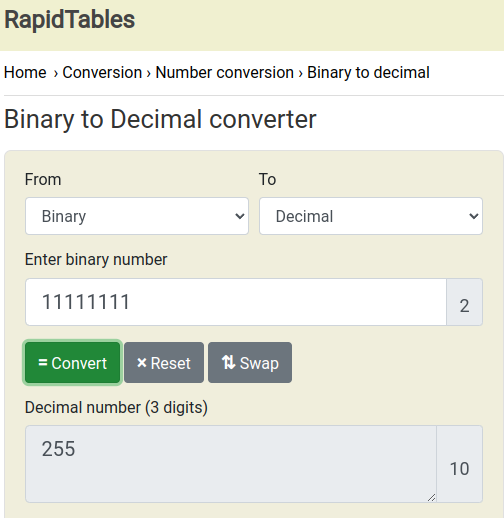 RapidTables
Home › Conversion › Number conversion › Binary to decimal
Binary to Decimal converter
From To
Binary Decimal
Enter binary number
11111111 2
= Convert × Reset ⇅ Swap
Decimal number (3 digits)
255
10